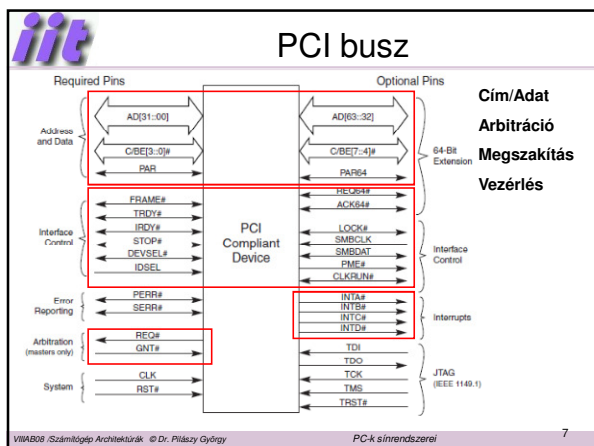 iit
PCI busz
Required Pins
Optional Pins
Address
and Data
AD[31::00]
C/BE[3::0]#
PAR
AD[63::32]
C/BE[7::4]#
PAR64
REQ64#
ACK64#
64-Bit
Extension
Cím/Adat
Arbitráció
Megszakítás
Vezérlés
Interface
Control
FRAME#
TRDY#
IRDY#
STOP#
DEVSEL#
IDSEL
PCI
Compliant
Device
LOCK#
SMBCLK
SMBDAT
PME#
CLKRUN#
Interface
Control
Error
Reporting
PERR#
SERR#
INTA#
INTB#
INTC#
INTD#
Interrupts
Arbitration
(masters only)
REQ#
GNT#
System
CLK
RST#
TDI
TDO
TCK
TMS
TRST#
JTAG
(IEEE 1149.1)
VIIIAB08 /Számítógép Architektúrák © Dr. Pilászy György
PC-k sínrendszerei
7